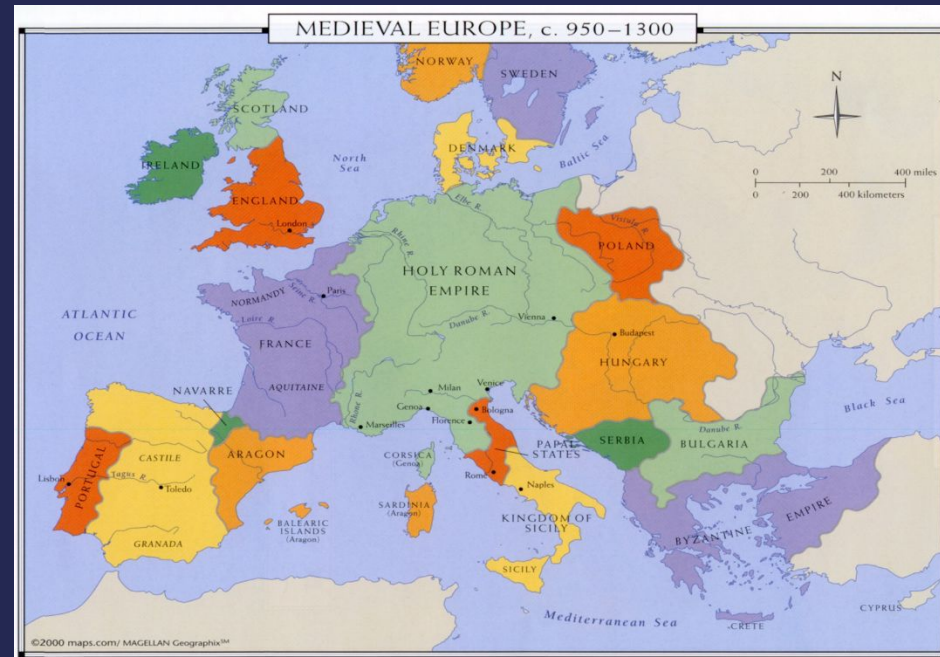 MEDIEVAL EUROPE, c. 950–1300
NORWAY
SWEDEN
SCOTLAND
North
Sea
DENMARK
Baltic Sea
N
0 200 400 miles
0 200 400 kilometers
IRELAND
ENGLAND
London
Elbe R.
Rhine R.
Vistula R.
POLAND
HOLY ROMAN
EMPIRE
NORMANDY
Seine R.
Paris
ATLANTIC
OCEAN
Loire R.
Danube R.
Vienna
Budapest
FRANCE
HUNGARY
NAVARRE
AQUITAINE
Rhone R.
Milan
Venice
Genoa
Bologna
Florence
Marseilles
Black Sea
Danube R.
SERBIA
BULGARIA
PAPAL
STATES
CORSICA
(Genoa)
Rome
CASTILE
ARAGON
PORTUGAL
Lisbon
Tagus R.
Toledo
Naples
SARDINIA
(Aragon)
BALEARIC
ISLANDS
(Aragon)
KINGDOM OF
SICILY
BYZANTINE
EMPIRE
GRANADA
SICILY
Mediterranean Sea
CRETE
CYPRUS
©2000 maps.com/ MAGELLAN Geographix℠